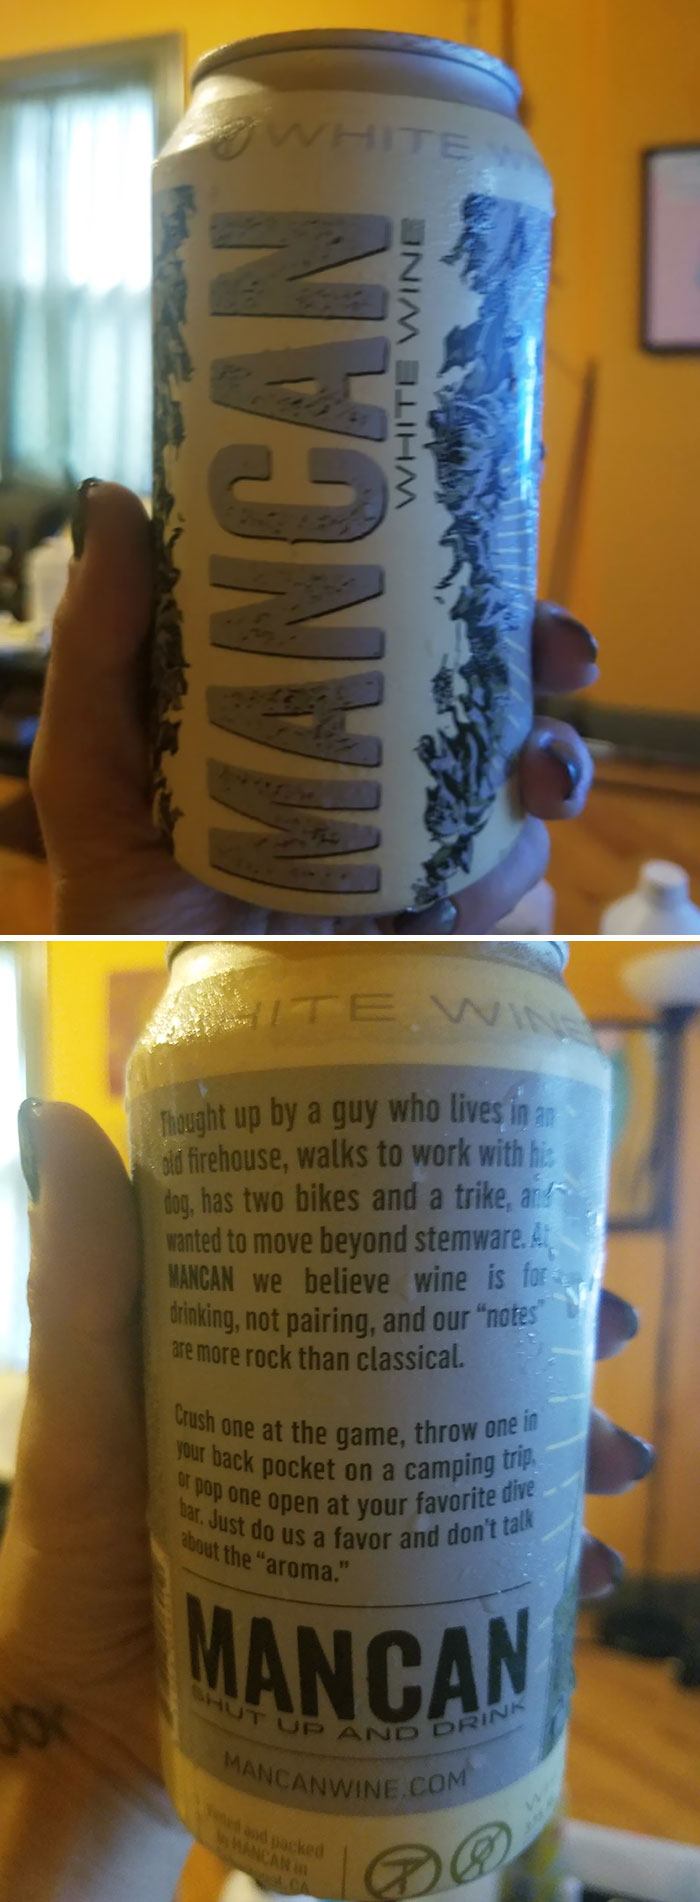 WHITE
MANCAN
WHITE WINE
WHITE WINE
Thought up by a guy who lives in an
old firehouse, walks to work with his
dog, has two bikes and a trike, and
wanted to move beyond stemware. At
MANCAN we believe wine is for
drinking, not pairing, and our "notes"
are more rock than classical.
Crush one at the game, throw one in
your back pocket on a camping trip,
or pop one open at your favorite dive
bar. Just do us a favor and don't talk
about the "aroma."
MANCAN
SHUT UP AND DRINK
MANCANWINE.COM
and packed
by MANCAN in
CA